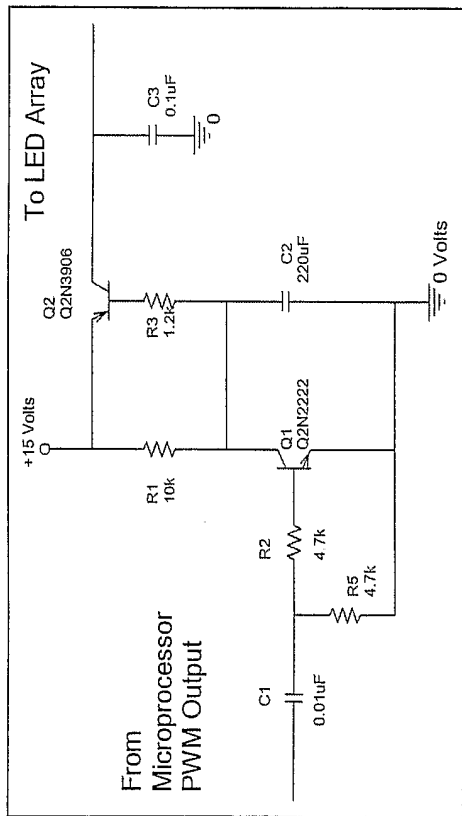 +15 Volts
Q2
Q2N3906
To LED Array
C3
0.1uF
0
R1
10k
R3
1.2k
C2
220uF
From
Microprocessor
PWM Output
Q1
Q2N2222
R2
4.7k
C1
0.01uF
R5
4.7k
0 Volts